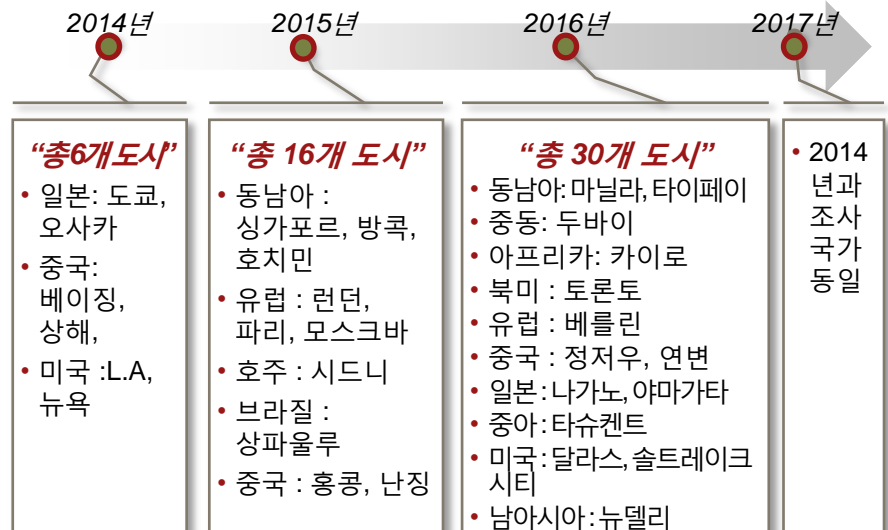 2014년
2015년
2016년
2017년
“총6개도시”
• 일본: 도쿄,
오사카
• 중국:
베이징,
상해,
• 미국 :L.A,
뉴욕
“총 16개 도시”
• 동남아 :
싱가포르, 방콕,
호치민
• 유럽 : 런던,
파리, 모스크바
• 호주 : 시드니
• 브라질 :
상파울루
• 중국 : 홍콩, 난징
“총 30개 도시”
• 동남아: 마닐라, 타이페이
• 중동: 두바이
• 아프리카: 카이로
• 북미 : 토론토
• 유럽 : 베를린
• 중국 : 정저우, 연변
• 일본 : 나가노, 야마가타
• 중아 : 타슈켄트
• 미국 : 달라스, 솔트레이크
시티
• 남아시아 : 뉴델리
• 2014
년과
조사
국가
동일